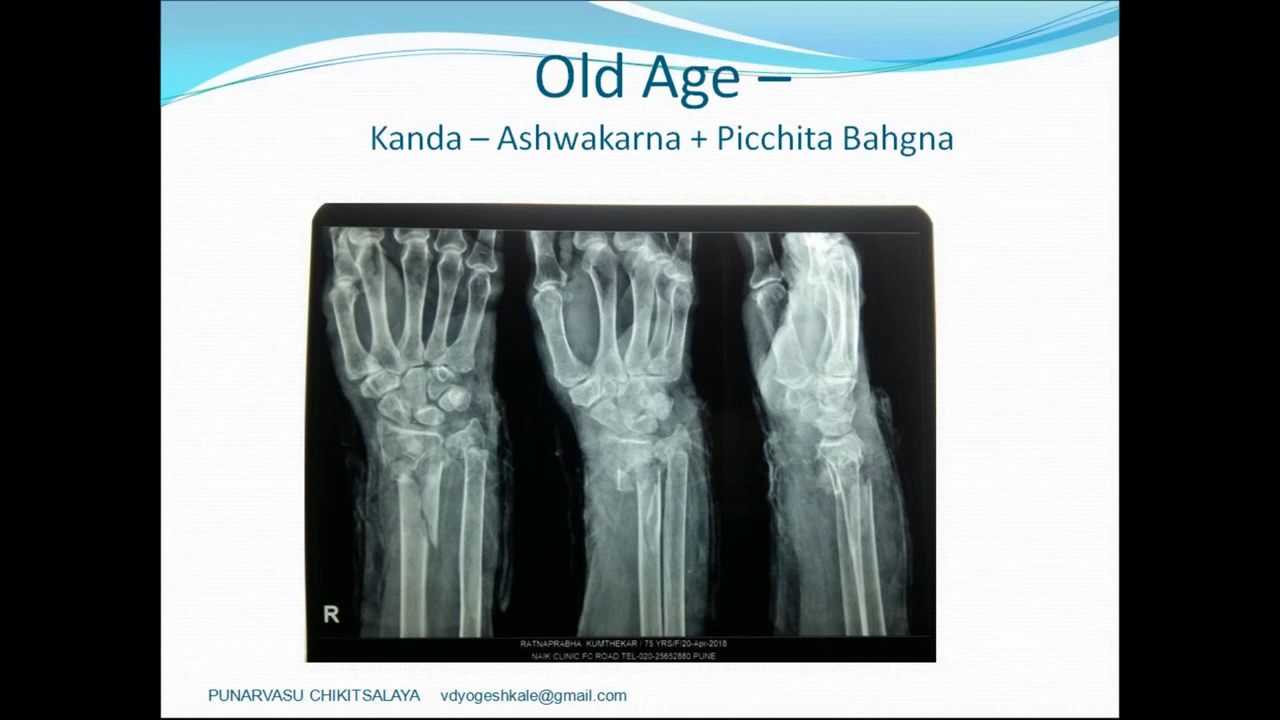 Old Age –
Kanda – Ashwakarna + Picchita Bahgna
R
RATNAPRABHA KUMTHEKAR / 75 YRS/F/20-Apr-2018
NAIK CLINIC FC ROAD TEL-020-25652880 PUNE
PUNARVASU CHIKITSALAYA vdyogeshkale@gmail.com